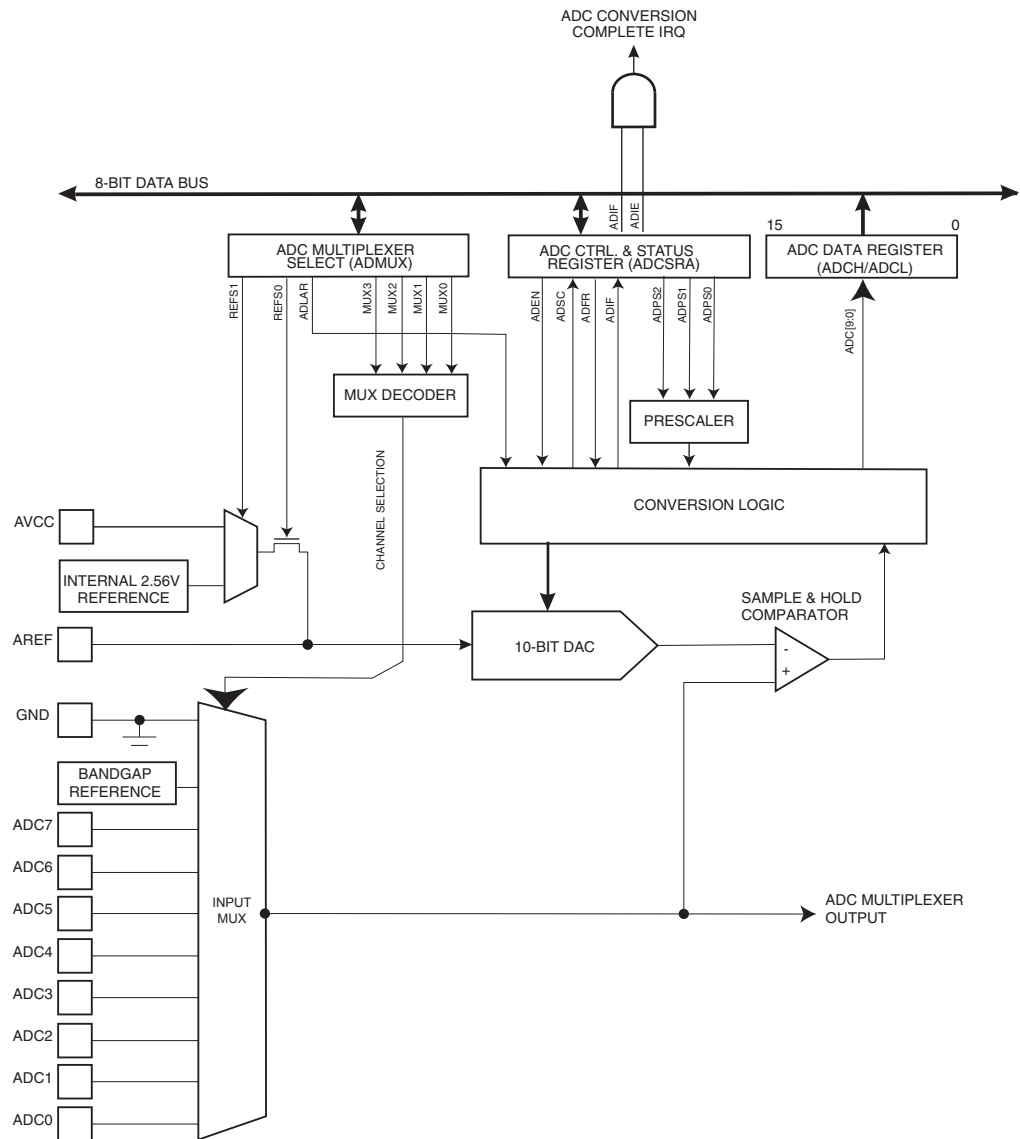 ADC CONVERSION
COMPLETE IRQ
8-BIT DATA BUS
ADIF
ADIE
15
0
ADC MULTIPLEXER
SELECT (ADMUX)
ADC CTRL. & STATUS
REGISTER (ADCSRA)
ADC DATA REGISTER
(ADCH/ADCL)
REFS1
REFS0
ADLAR
MUX3
MUX2
MUX1
MUX0
ADEN
ADSC
ADFR
ADIF
ADPS2
ADPS1
ADPS0
ADC[9:0]
MUX DECODER
PRESCALER
CHANNEL SELECTION
CONVERSION LOGIC
AVCC
INTERNAL 2.56V
REFERENCE
SAMPLE & HOLD
COMPARATOR
AREF
10-BIT DAC
-
+
GND
BANDGAP
REFERENCE
ADC7
ADC6
ADC5
INPUT
MUX
ADC MULTIPLEXER
OUTPUT
ADC4
ADC3
ADC2
ADC1
ADC0